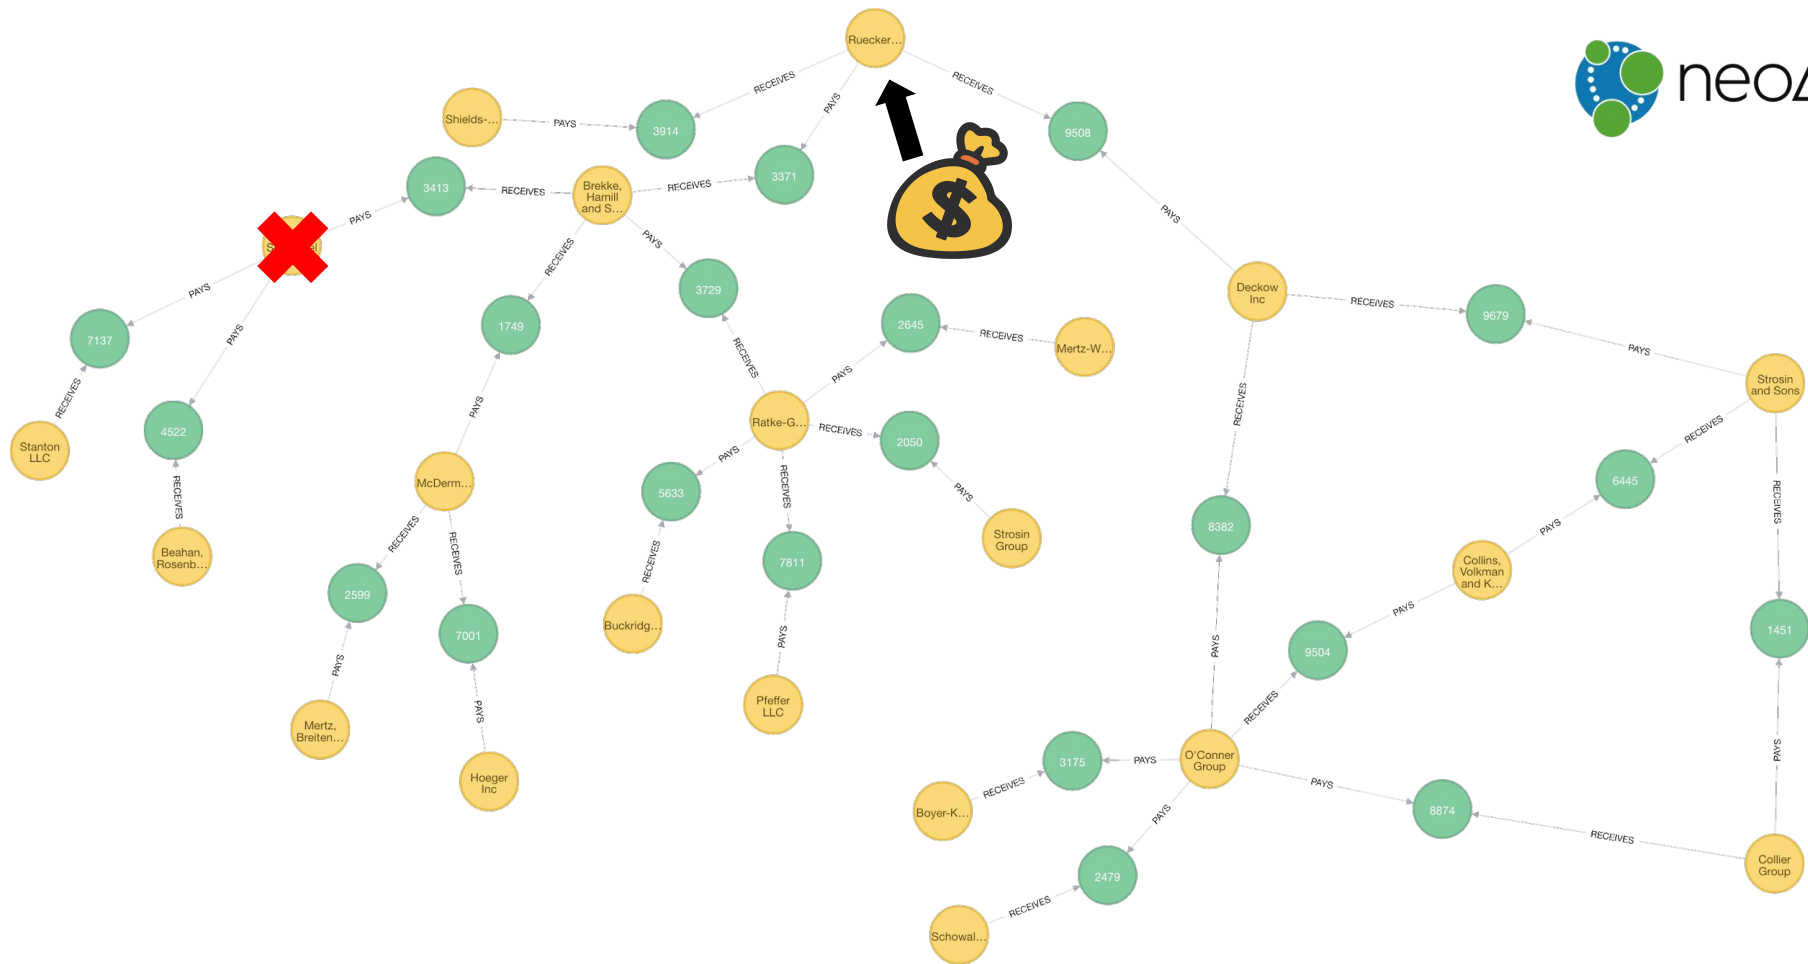 Ruecker…
neo4
RECEIVES
RECEIVES
PAYS
Shields-…
PAYS
3914
9508
3413
RECEIVES
Brekke,
Hamill
and S…
RECEIVES
3371
PAYS
PAYS
$
PAYS
RECEIVES
PAYS
3729
Deckow
Inc
RECEIVES
9679
PAYS
7137
PAYS
1749
2645
RECEIVES
Mertz-W…
PAYS
RECEIVES
PAYS
Strosin
and Sons
RECEIVES
RECEIVES
Stanton
LLC
4522
PAYS
Ratke-G…
RECEIVES
2050
RECEIVES
McDerm…
PAYS
5633
RECEIVES
PAYS
6445
RECEIVES
RECEIVES
RECEIVES
RECEIVES
8382
PAYS
Beahan,
Rosenb…
Strosin
Group
7811
Collins,
Volkman
and K…
RECEIVES
2599
7001
PAYS
Buckridg…
PAYS
PAYS
9504
1451
PAYS
PAYS
Mertz,
Breiten…
Pfeffer
LLC
RECEIVES
Hoeger
Inc
3175
PAYS
O'Conner
Group
PAYS
PAYS
RECEIVES
Boyer-K…
PAYS
8874
RECEIVES
Collier
Group
2479
RECEIVES
Schowal…